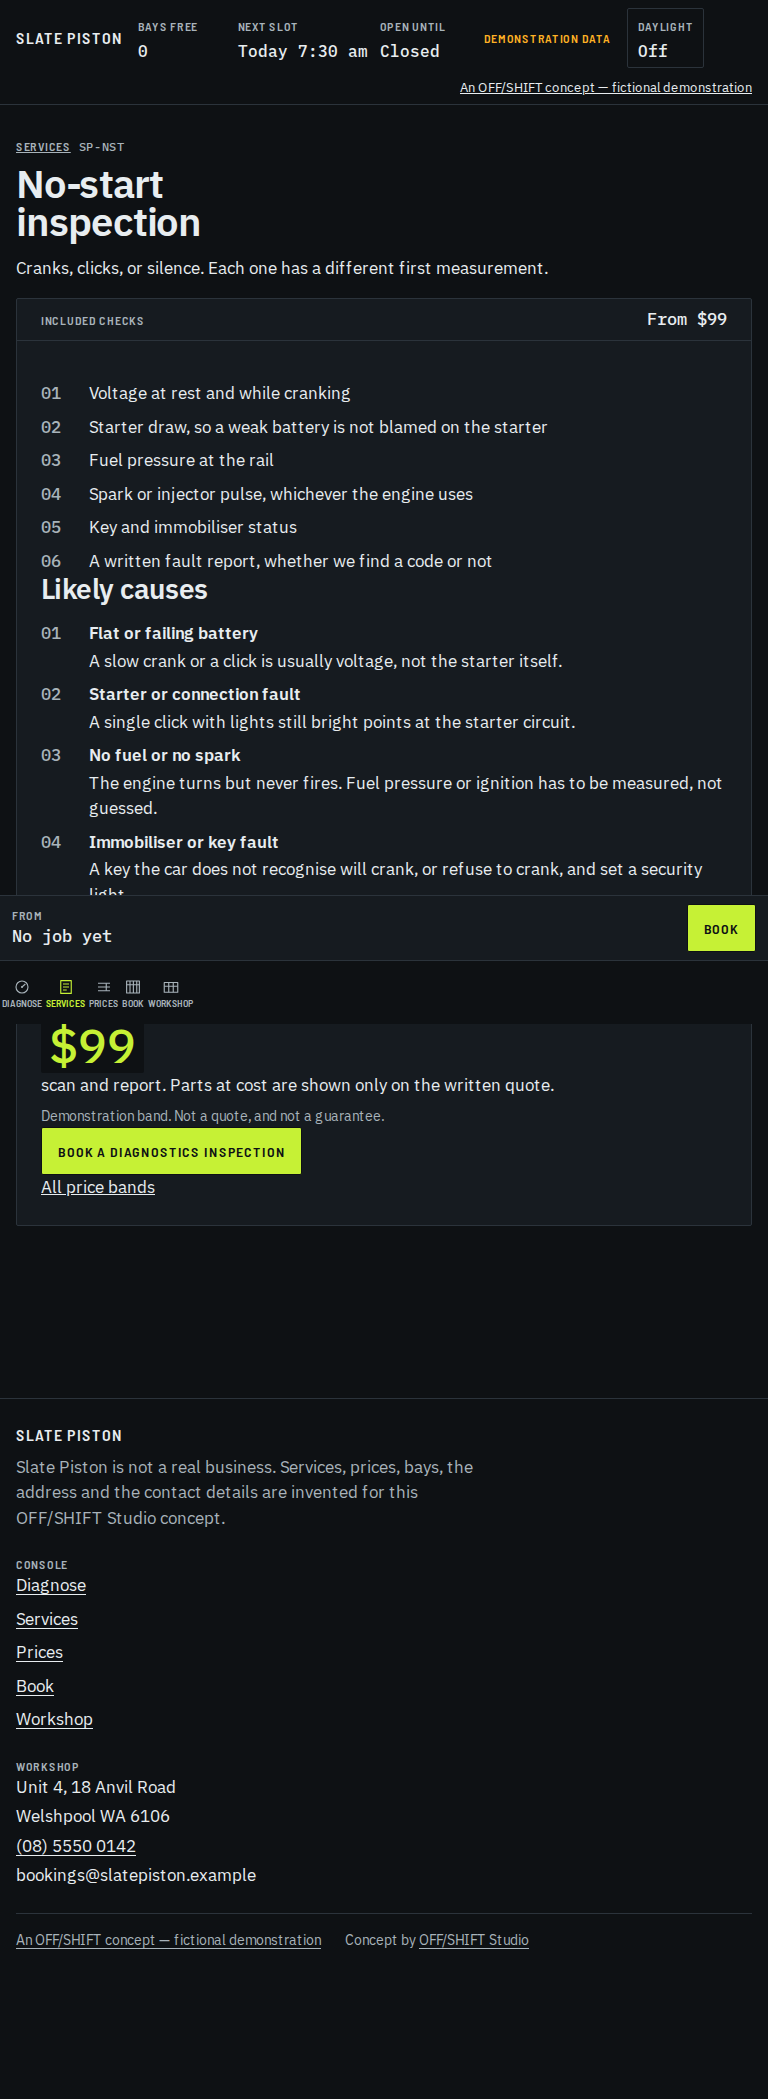 SLATE PISTON
BAYS FREE
0
NEXT SLOT
Today 7:30 am
OPEN UNTIL
Closed
DEMONSTRATION DATA
DAYLIGHT
Off
An OFF/SHIFT concept — fictional demonstration
SERVICES SP-NST
No-start
inspection
Cranks, clicks, or silence. Each one has a different first measurement.
INCLUDED CHECKS
From $99
01 Voltage at rest and while cranking
02 Starter draw, so a weak battery is not blamed on the starter
03 Fuel pressure at the rail
04 Spark or injector pulse, whichever the engine uses
05 Key and immobiliser status
06 A written fault report, whether we find a code or not
Likely causes
01 Flat or failing battery
A slow crank or a click is usually voltage, not the starter itself.
02 Starter or connection fault
A single click with lights still bright points at the starter circuit.
03 No fuel or no spark
The engine turns but never fires. Fuel pressure or ignition has to be measured, not
guessed.
04 Immobiliser or key fault
A key the car does not recognise will crank, or refuse to crank, and set a security
light.
FROM
No job yet
BOOK
DIAGNOSE SERVICES PRICES BOOK WORKSHOP
$99
scan and report. Parts at cost are shown only on the written quote.
Demonstration band. Not a quote, and not a guarantee.
BOOK A DIAGNOSTICS INSPECTION
All price bands
SLATE PISTON
Slate Piston is not a real business. Services, prices, bays, the
address and the contact details are invented for this
OFF/SHIFT Studio concept.
CONSOLE
Diagnose
Services
Prices
Book
Workshop
WORKSHOP
Unit 4, 18 Anvil Road
Welshpool WA 6106
(08) 5550 0142
bookings@slatepiston.example
An OFF/SHIFT concept — fictional demonstration
Concept by OFF/SHIFT Studio